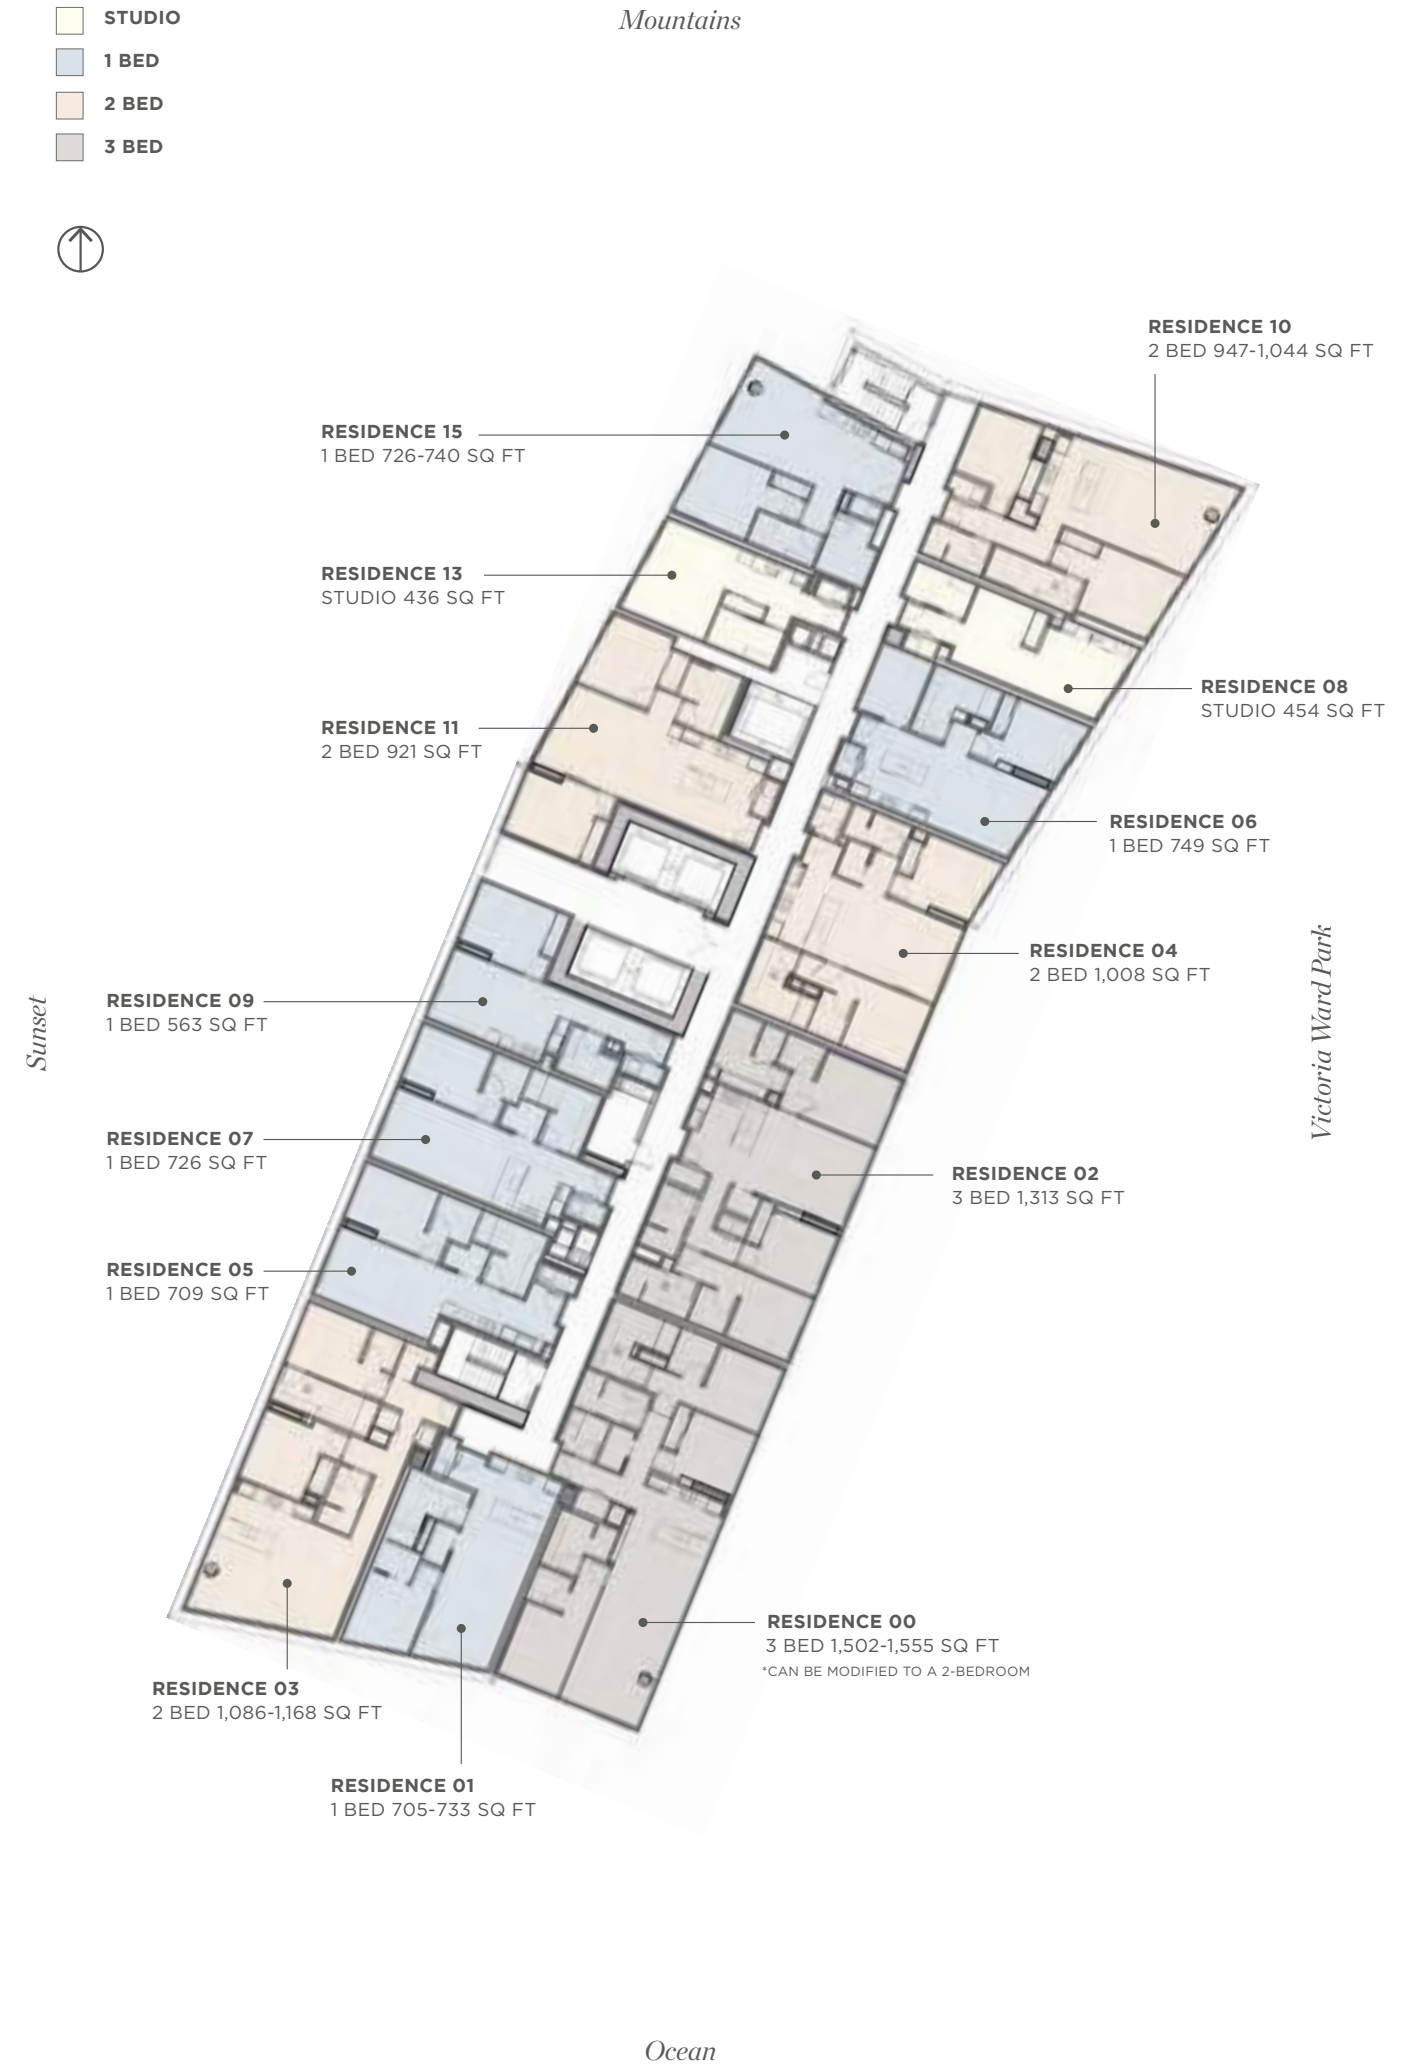 STUDIO
1 BED
2 BED
3 BED
Mountains
RESIDENCE 10
2 BED 947-1,044 SQ FT
RESIDENCE 15
1 BED 726-740 SQ FT
RESIDENCE 13
STUDIO 436 SQ FT
RESIDENCE 08
STUDIO 454 SQ FT
RESIDENCE 11
2 BED 921 SQ FT
RESIDENCE 06
1 BED 749 SQ FT
RESIDENCE 04
2 BED 1,008 SQ FT
Victoria Ward Park
Sunset
RESIDENCE 09
1 BED 563 SQ FT
RESIDENCE 07
1 BED 726 SQ FT
RESIDENCE 02
3 BED 1,313 SQ FT
RESIDENCE 05
1 BED 709 SQ FT
RESIDENCE 00
3 BED 1,502-1,555 SQ FT
*CAN BE MODIFIED TO A 2-BEDROOM
RESIDENCE 03
2 BED 1,086-1,168 SQ FT
RESIDENCE 01
1 BED 705-733 SQ FT
Ocean